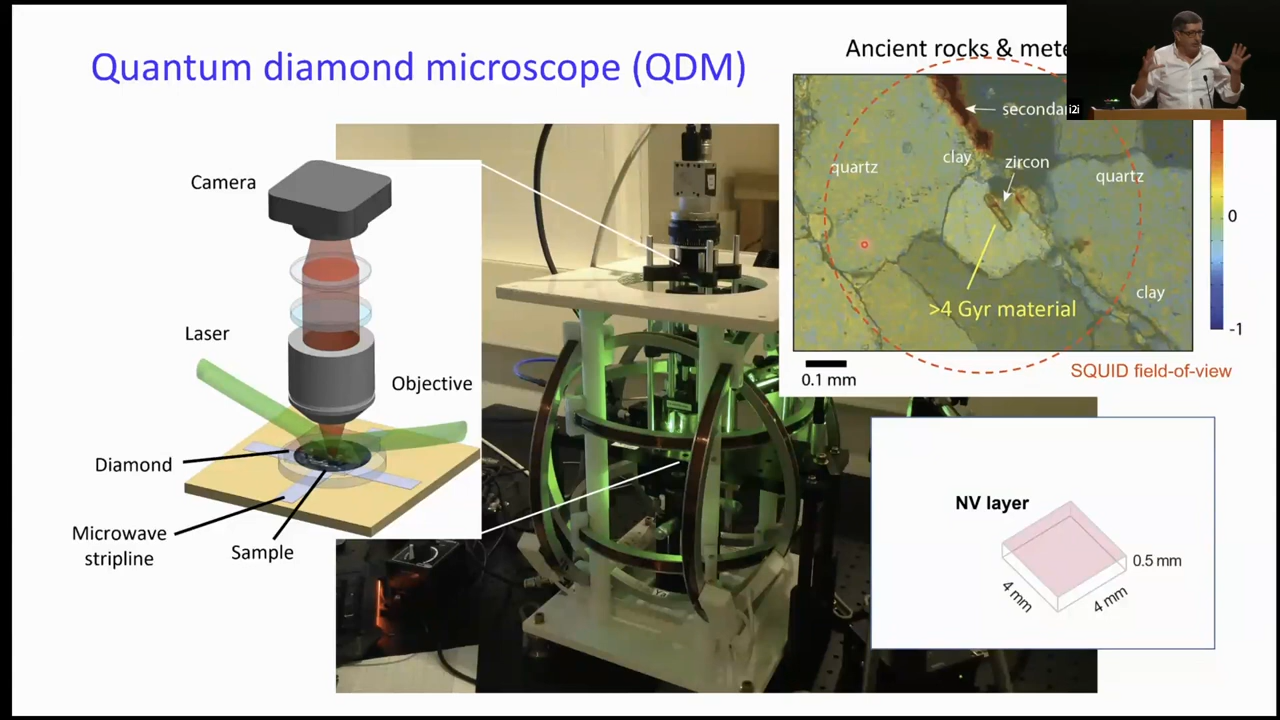 Quantum diamond microscope (QDM)
Ancient rocks &
i2i
Camera
Laser
Objective
Diamond
Microwave
stripline
Sample
quartz
clay
zircon
quartz
0
>4 Gyr material
clay
-1
0.1 mm
SQUID field-of-view
NV layer
0.5 mm
4 mm
4 mm